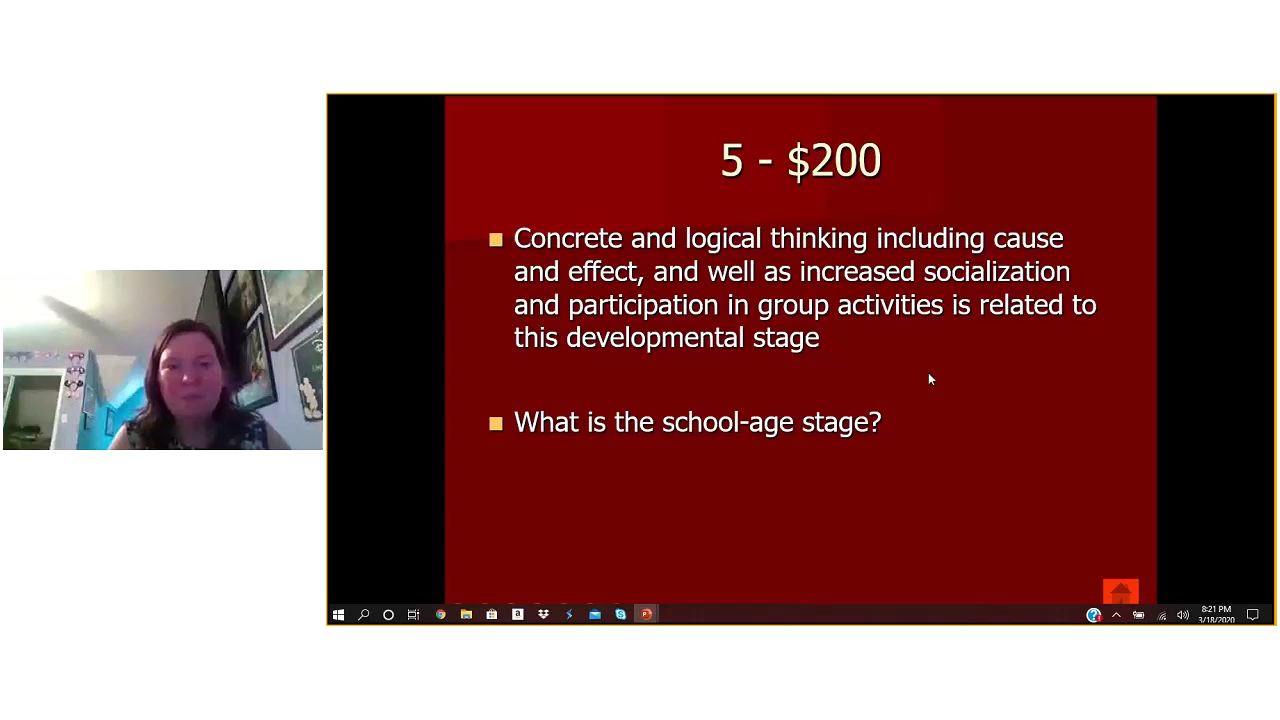 5 - $200
Concrete and logical thinking including cause
and effect, and well as increased socialization
and participation in group activities is related to
this developmental stage
What is the school-age stage?
8:21 PM
3/18/2020